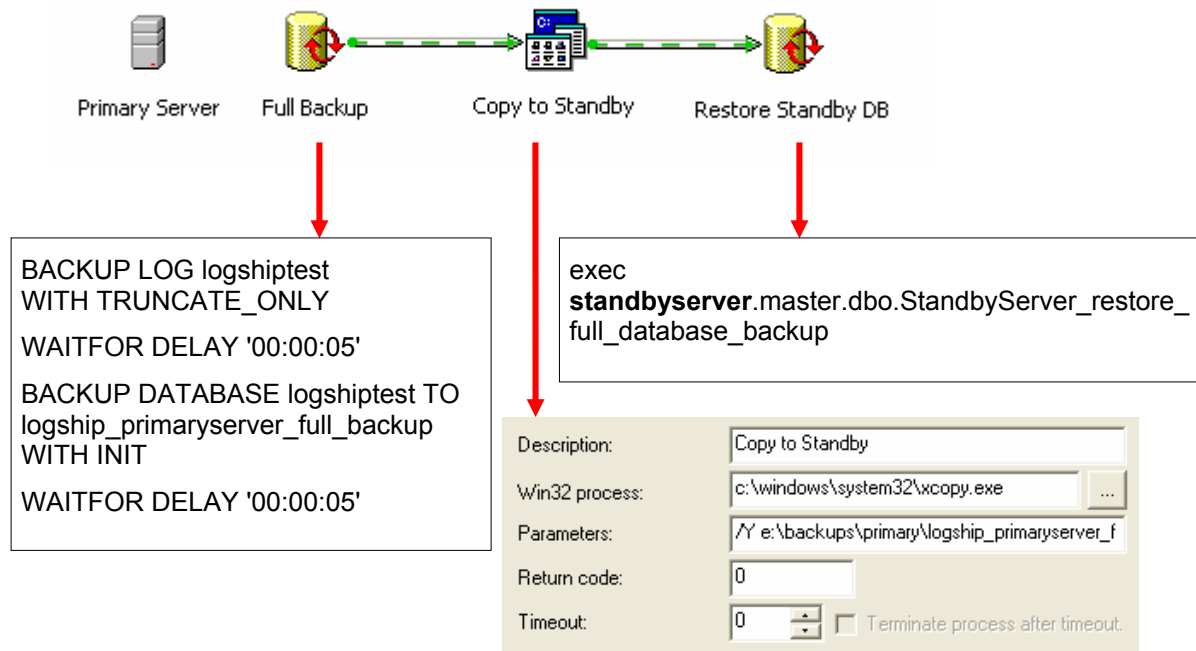 C:
Primary Server
Full Backup
Copy to Standby
Restore Standby DB
BACKUP LOG logshiptest
WITH TRUNCATE_ONLY
WAITFOR DELAY '00:00:05'
BACKUP DATABASE logshiptest TO
logship_primaryserver_full_backup
WITH INIT
WAITFOR DELAY '00:00:05'
exec
standbyserver.master.dbo.StandbyServer_restore_
full_database_backup
Description: Copy to Standby
Win32 process: c:\windows\system32\xcopy.exe ...
Parameters: /Y e:\backups\primary\logship_primaryserver_f
Return code: 0
Timeout: 0 Terminate process after timeout.